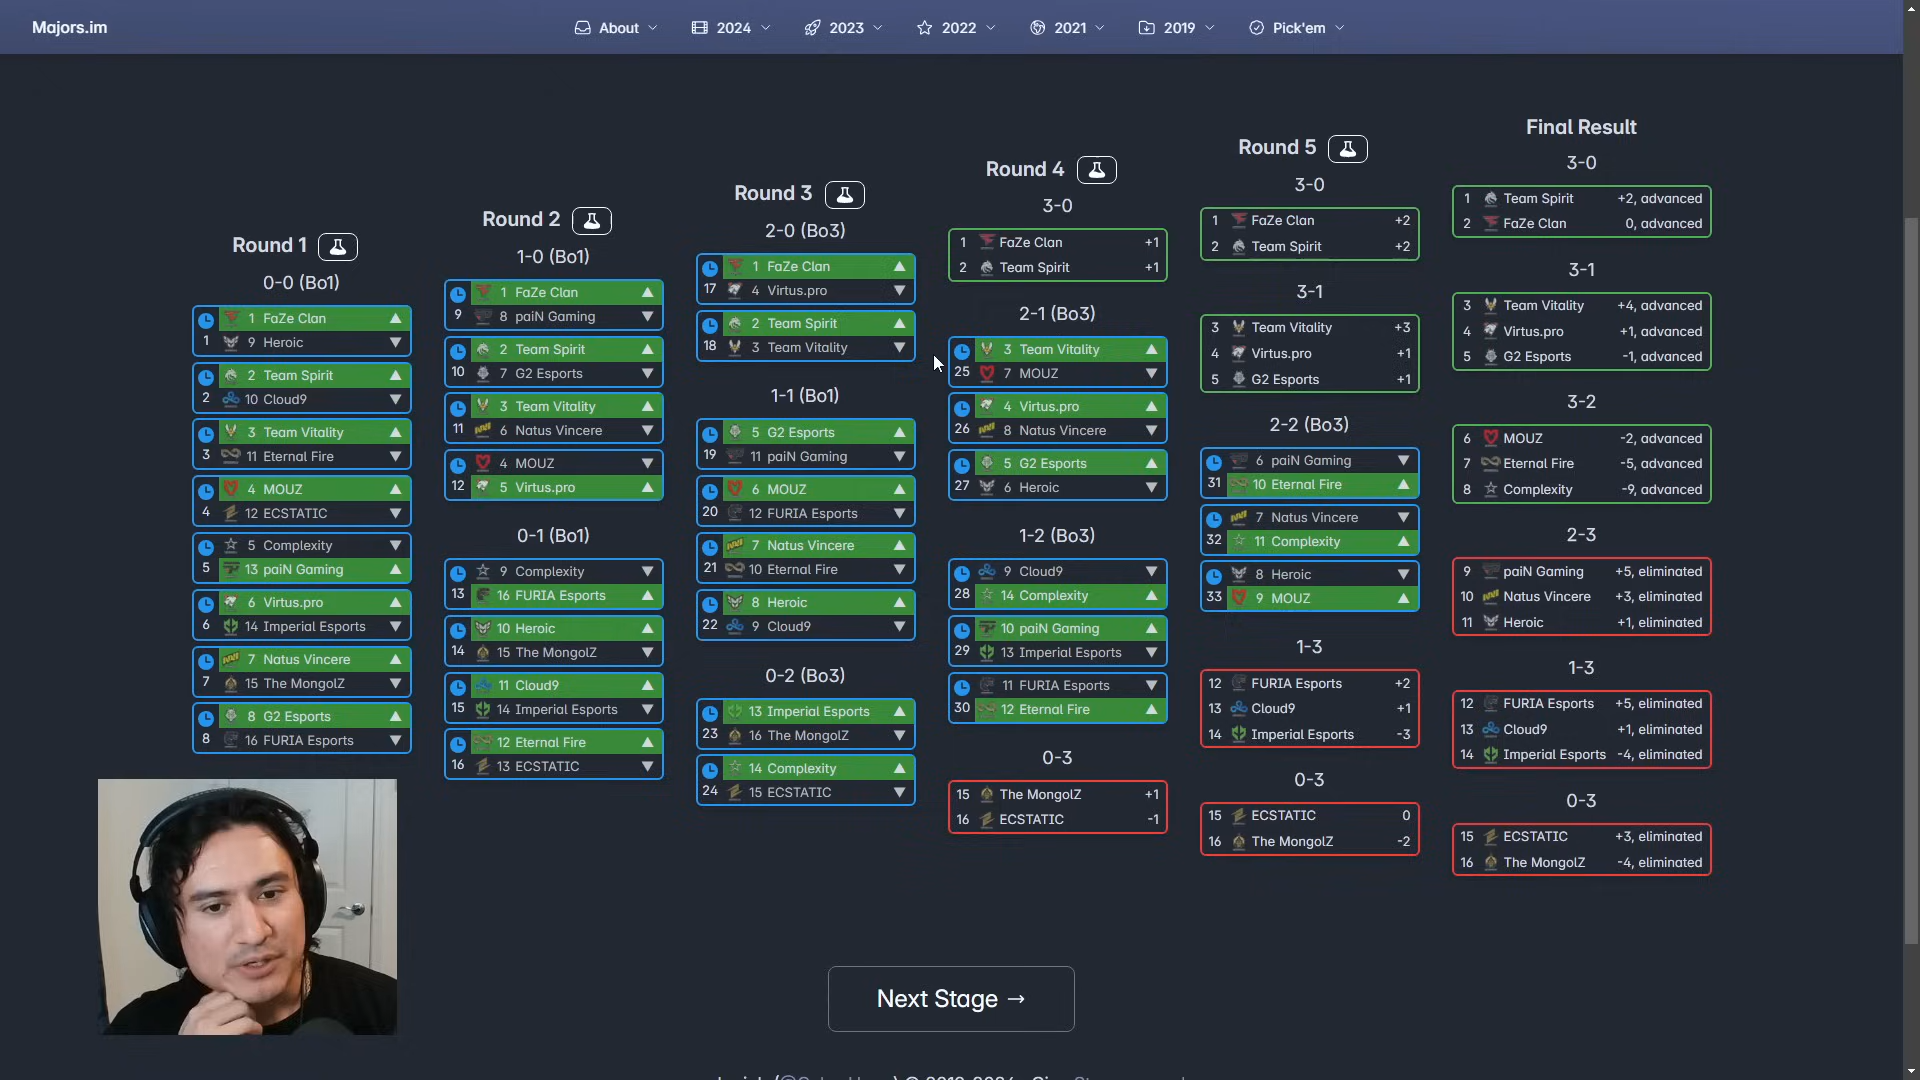 Majors.im
About
2024
2023
2022
2021
2019
Pick'em
Round 1
0-0 (Bo1)
1 1 FaZe Clan
9 Heroic
2 2 Team Spirit
10 Cloud9
3 3 Team Vitality
11 Eternal Fire
4 4 MOUZ
12 ECSTATIC
5 5 Complexity
13 paiN Gaming
6 6 Virtus.pro
14 Imperial Esports
7 7 Natus Vincere
15 The MongolZ
8 8 G2 Esports
16 FURIA Esports
Round 2
1-0 (Bo1)
9 1 FaZe Clan
8 paiN Gaming
10 2 Team Spirit
7 G2 Esports
11 3 Team Vitality
6 Natus Vincere
12 4 MOUZ
5 Virtus.pro
0-1 (Bo1)
13 9 Complexity
16 FURIA Esports
14 10 Heroic
15 The MongolZ
15 11 Cloud9
14 Imperial Esports
16 12 Eternal Fire
13 ECSTATIC
Round 3
2-0 (Bo3)
17 1 FaZe Clan
4 Virtus.pro
18 2 Team Spirit
3 Team Vitality
1-1 (Bo1)
19 5 G2 Esports
11 paiN Gaming
20 6 MOUZ
12 FURIA Esports
21 7 Natus Vincere
10 Eternal Fire
22 8 Heroic
9 Cloud9
0-2 (Bo3)
23 13 Imperial Esports
16 The MongolZ
24 14 Complexity
15 ECSTATIC
Round 4
3-0
1 FaZe Clan +1
2 Team Spirit +1
2-1 (Bo3)
25 3 Team Vitality
7 MOUZ
26 4 Virtus.pro
8 Natus Vincere
27 5 G2 Esports
6 Heroic
1-2 (Bo3)
28 9 Cloud9
14 Complexity
29 10 paiN Gaming
13 Imperial Esports
30 11 FURIA Esports
12 Eternal Fire
0-3
15 The MongolZ +1
16 ECSTATIC -1
Round 5
3-0
1 FaZe Clan +2
2 Team Spirit +2
3-1
3 Team Vitality +3
4 Virtus.pro +1
5 G2 Esports +1
2-2 (Bo3)
31 6 paiN Gaming
10 Eternal Fire
32 7 Natus Vincere
11 Complexity
33 8 Heroic
9 MOUZ
1-3
12 FURIA Esports +2
13 Cloud9 +1
14 Imperial Esports -3
0-3
15 ECSTATIC 0
16 The MongolZ -2
Final Result
3-0
1 Team Spirit +2, advanced
2 FaZe Clan 0, advanced
3-1
3 Team Vitality +4, advanced
4 Virtus.pro +1, advanced
5 G2 Esports -1, advanced
3-2
6 MOUZ -2, advanced
7 Eternal Fire -5, advanced
8 Complexity -9, advanced
2-3
9 paiN Gaming +5, eliminated
10 Natus Vincere +3, eliminated
11 Heroic +1, eliminated
1-3
12 FURIA Esports +5, eliminated
13 Cloud9 +1, eliminated
14 Imperial Esports -4, eliminated
0-3
15 ECSTATIC +3, eliminated
16 The MongolZ -4, eliminated
Next Stage →